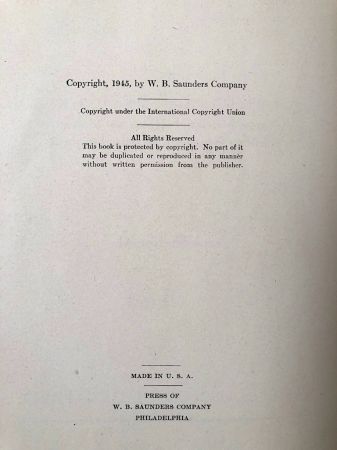 Copyright, 1945, by W. B. Saunders Company
Copyright under the International Copyright Union
All Rights Reserved
This book is protected by copyright. No part of it
may be duplicated or reproduced in any manner
without written permission from the publisher.
MADE IN U. S. A.
PRESS OF
W. B. SAUNDERS COMPANY
PHILADELPHIA